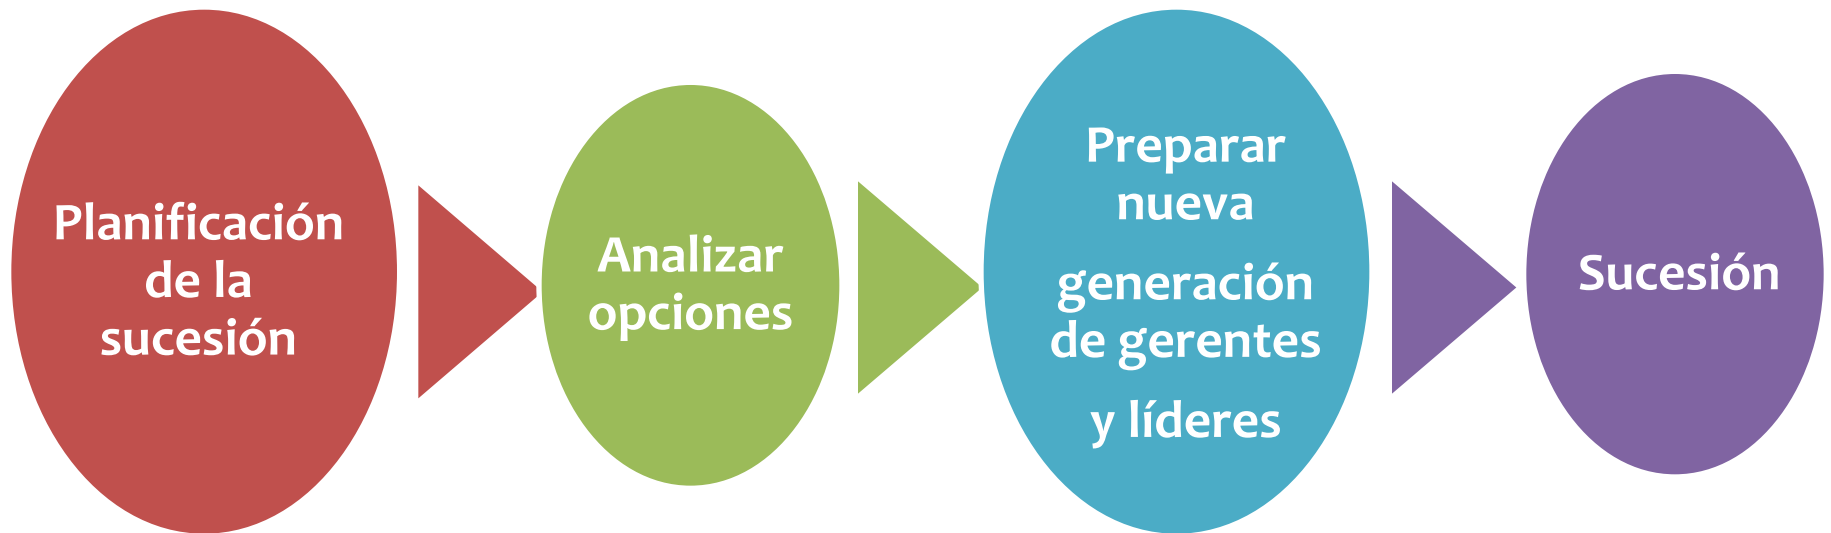 Planificación
de la
sucesión
Analizar
opciones
Preparar
nueva
generación
de gerentes
y líderes
Sucesión